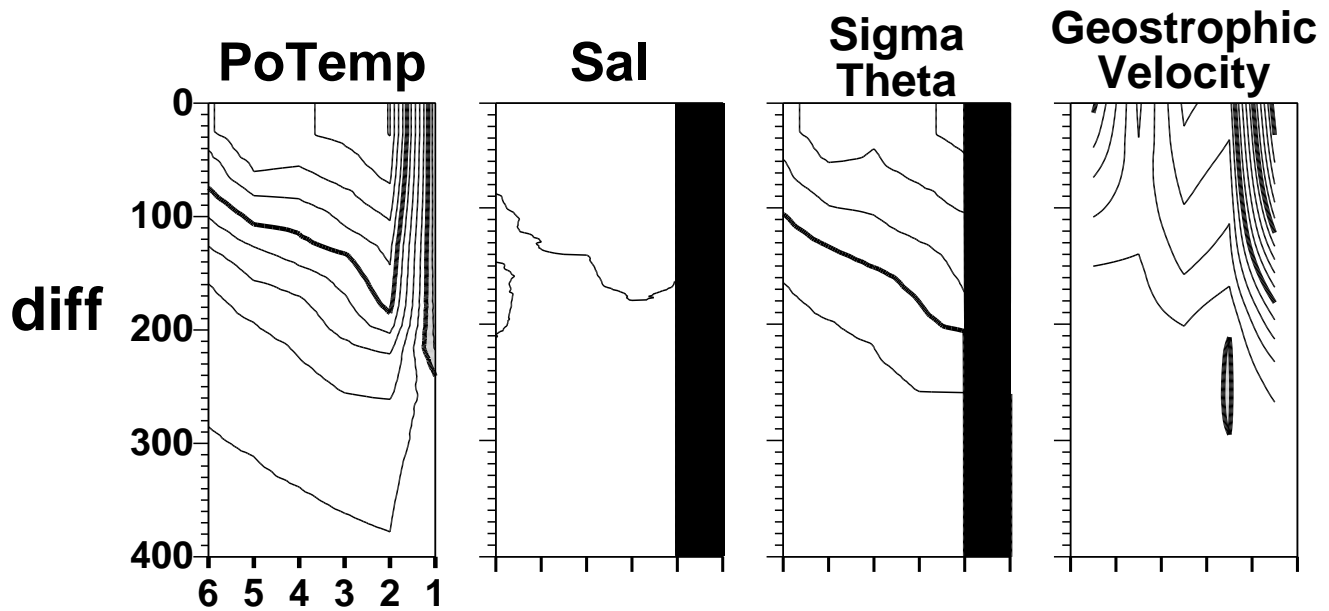 PoTemp
Sal
Sigma
Theta
Geostrophic
Velocity
diff
0
100
200
300
400
6 5 4 3 2 1